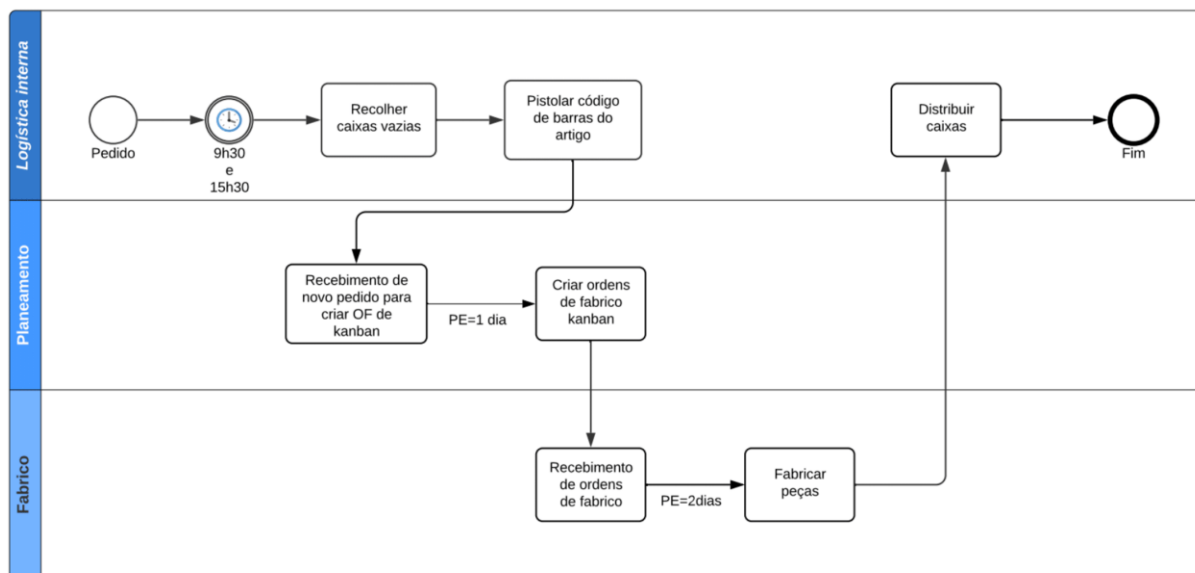 Logística interna
Pedido
9h30
e
15h30
Recolher
caixas vazias
Pistolar código
de barras do
artigo
Distribuir
caixas
Fim
Planeamento
Recebimento de
novo pedido para
criar OF de
kanban
PE=1 dia
Criar ordens
de fabrico
kanban
Fabrico
Recebimento
de ordens
de fabrico
PE=2dias
Fabricar
peças